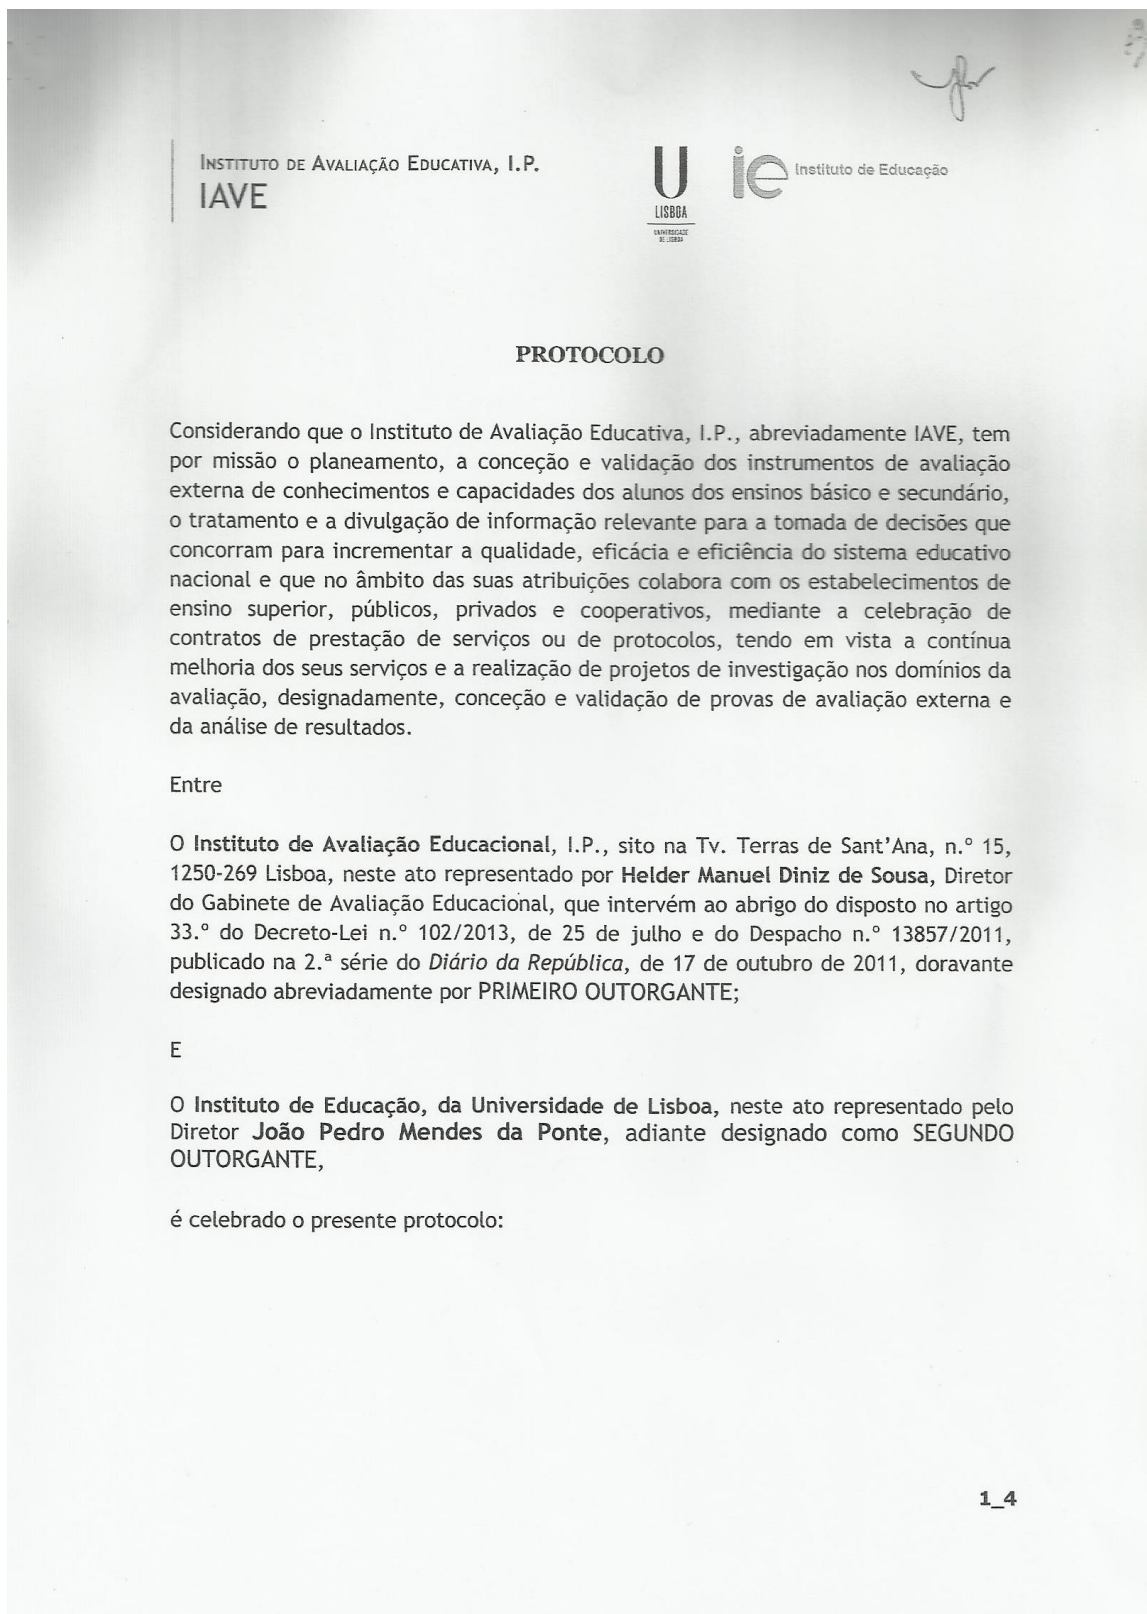 INSTITUTO DE AVALIAÇÃO EDUCATIVA, I.P.
IAVE
U
LISBOA
UNIVERSIDADE
DE LISBOA
ie Instituto de Educação
PROTOCOLO
Considerando que o Instituto de Avaliação Educativa, I.P., abreviadamente IAVE, tem
por missão o planeamento, a conceção e validação dos instrumentos de avaliação
externa de conhecimentos e capacidades dos alunos dos ensinos básico e secundário,
o tratamento e a divulgação de informação relevante para a tomada de decisões que
concorram para incrementar a qualidade, eficácia e eficiência do sistema educativo
nacional e que no âmbito das suas atribuições colabora com os estabelecimentos de
ensino superior, públicos, privados e cooperativos, mediante a celebração de
contratos de prestação de serviços ou de protocolos, tendo em vista a contínua
melhoria dos seus serviços e a realização de projetos de investigação nos domínios da
avaliação, designadamente, conceção e validação de provas de avaliação externa e
da análise de resultados.
Entre
O Instituto de Avaliação Educacional, I.P., sito na Tv. Terras de Sant'Ana, n.º 15,
1250-269 Lisboa, neste ato representado por Helder Manuel Diniz de Sousa, Diretor
do Gabinete de Avaliação Educacional, que intervém ao abrigo do disposto no artigo
33.º do Decreto-Lei n.º 102/2013, de 25 de julho e do Despacho n.º 13857/2011,
publicado na 2.ª série do Diário da República, de 17 de outubro de 2011, doravante
designado abreviadamente por PRIMEIRO OUTORGANTE;
E
O Instituto de Educação, da Universidade de Lisboa, neste ato representado pelo
Diretor João Pedro Mendes da Ponte, adiante designado como SEGUNDO
OUTORGANTE,
é celebrado o presente protocolo:
1_4